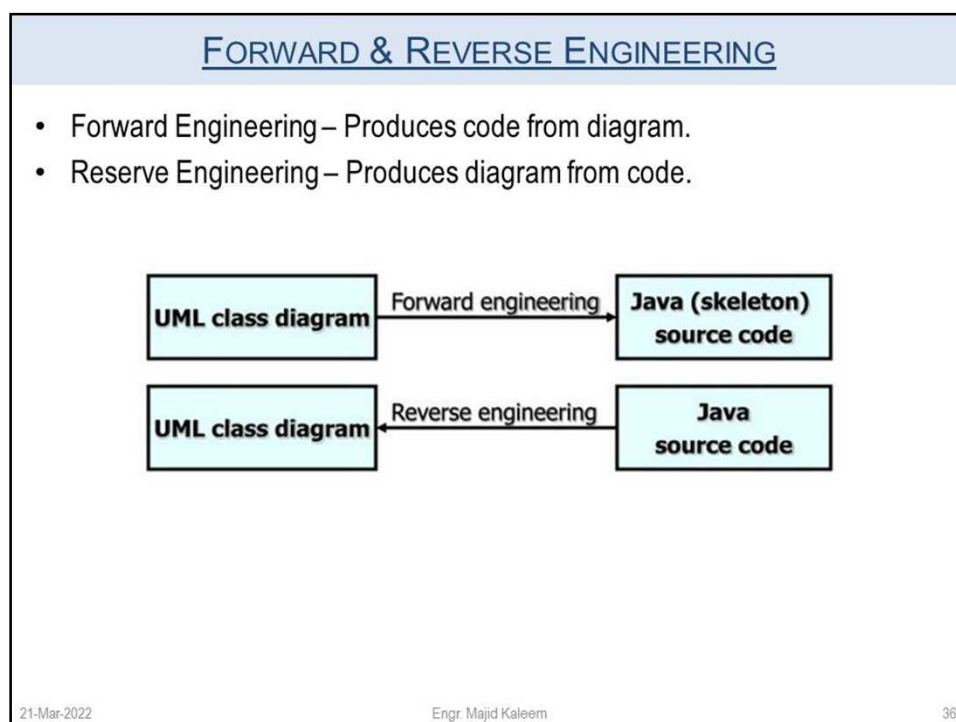 FORWARD & REVERSE ENGINEERING
• Forward Engineering – Produces code from diagram.
• Reserve Engineering – Produces diagram from code.
UML class diagram
Forward engineering
Java (skeleton)
source code
UML class diagram
Reverse engineering
Java
source code
21-Mar-2022
Engr. Majid Kaleem
36